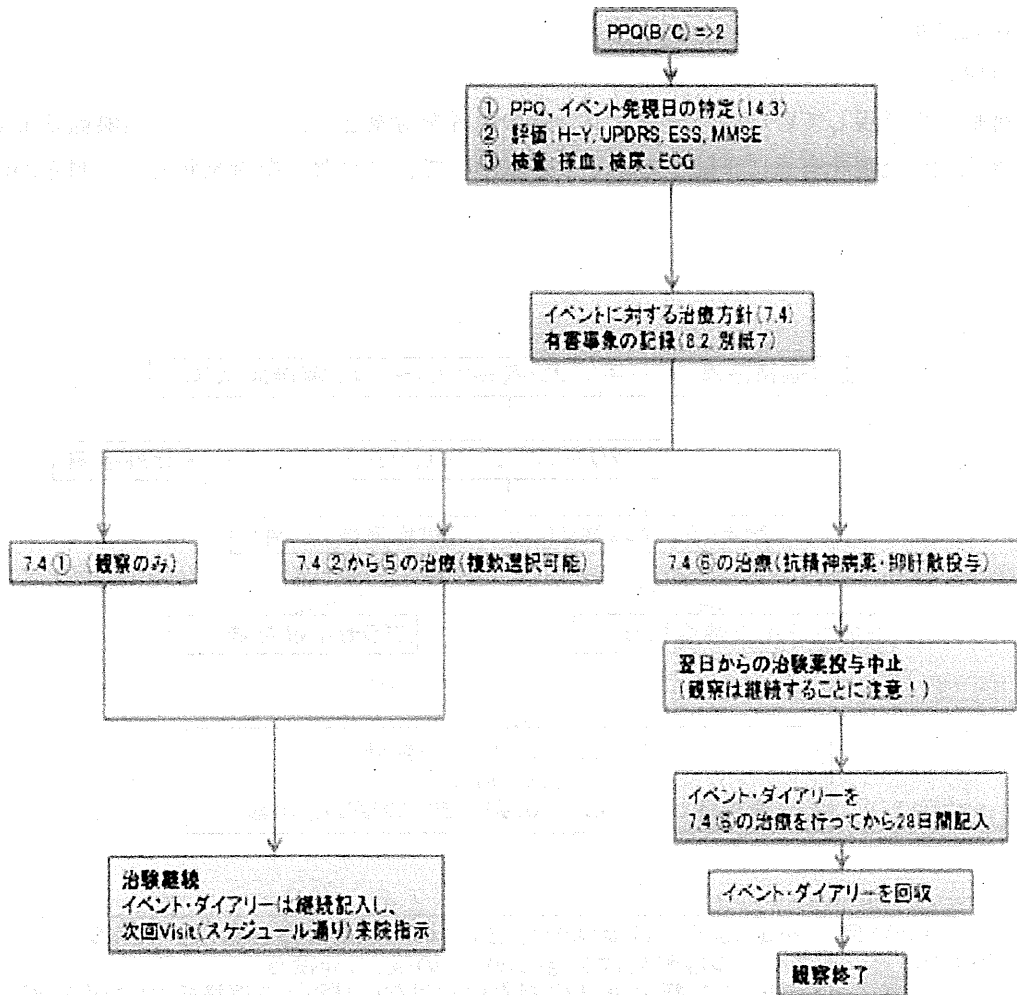 PPQ(B/C) =>2
① PPQ、イベント発現日の特定(14.3)
② 評価:H-Y, UPDRS, ESS, MMSE
③ 検査:採血、検尿、ECG
イベントに対する治療方針(7.4)
有害事象の記録(8.2 別紙7)
7.4① (観察のみ)
7.4②から⑤の治療(複数選択可能)
7.4⑥の治療(抗精神病薬・抑肝散投与)
翌日からの治験薬投与中止
(観察は継続することに注意!)
イベント・ダイアリーを
7.4⑥の治療を行ってから28日間記入
治験継続
イベント・ダイアリーは継続記入し、
次回Visit(スケジュール通り)来院指示
イベント・ダイアリーを回収
観察終了